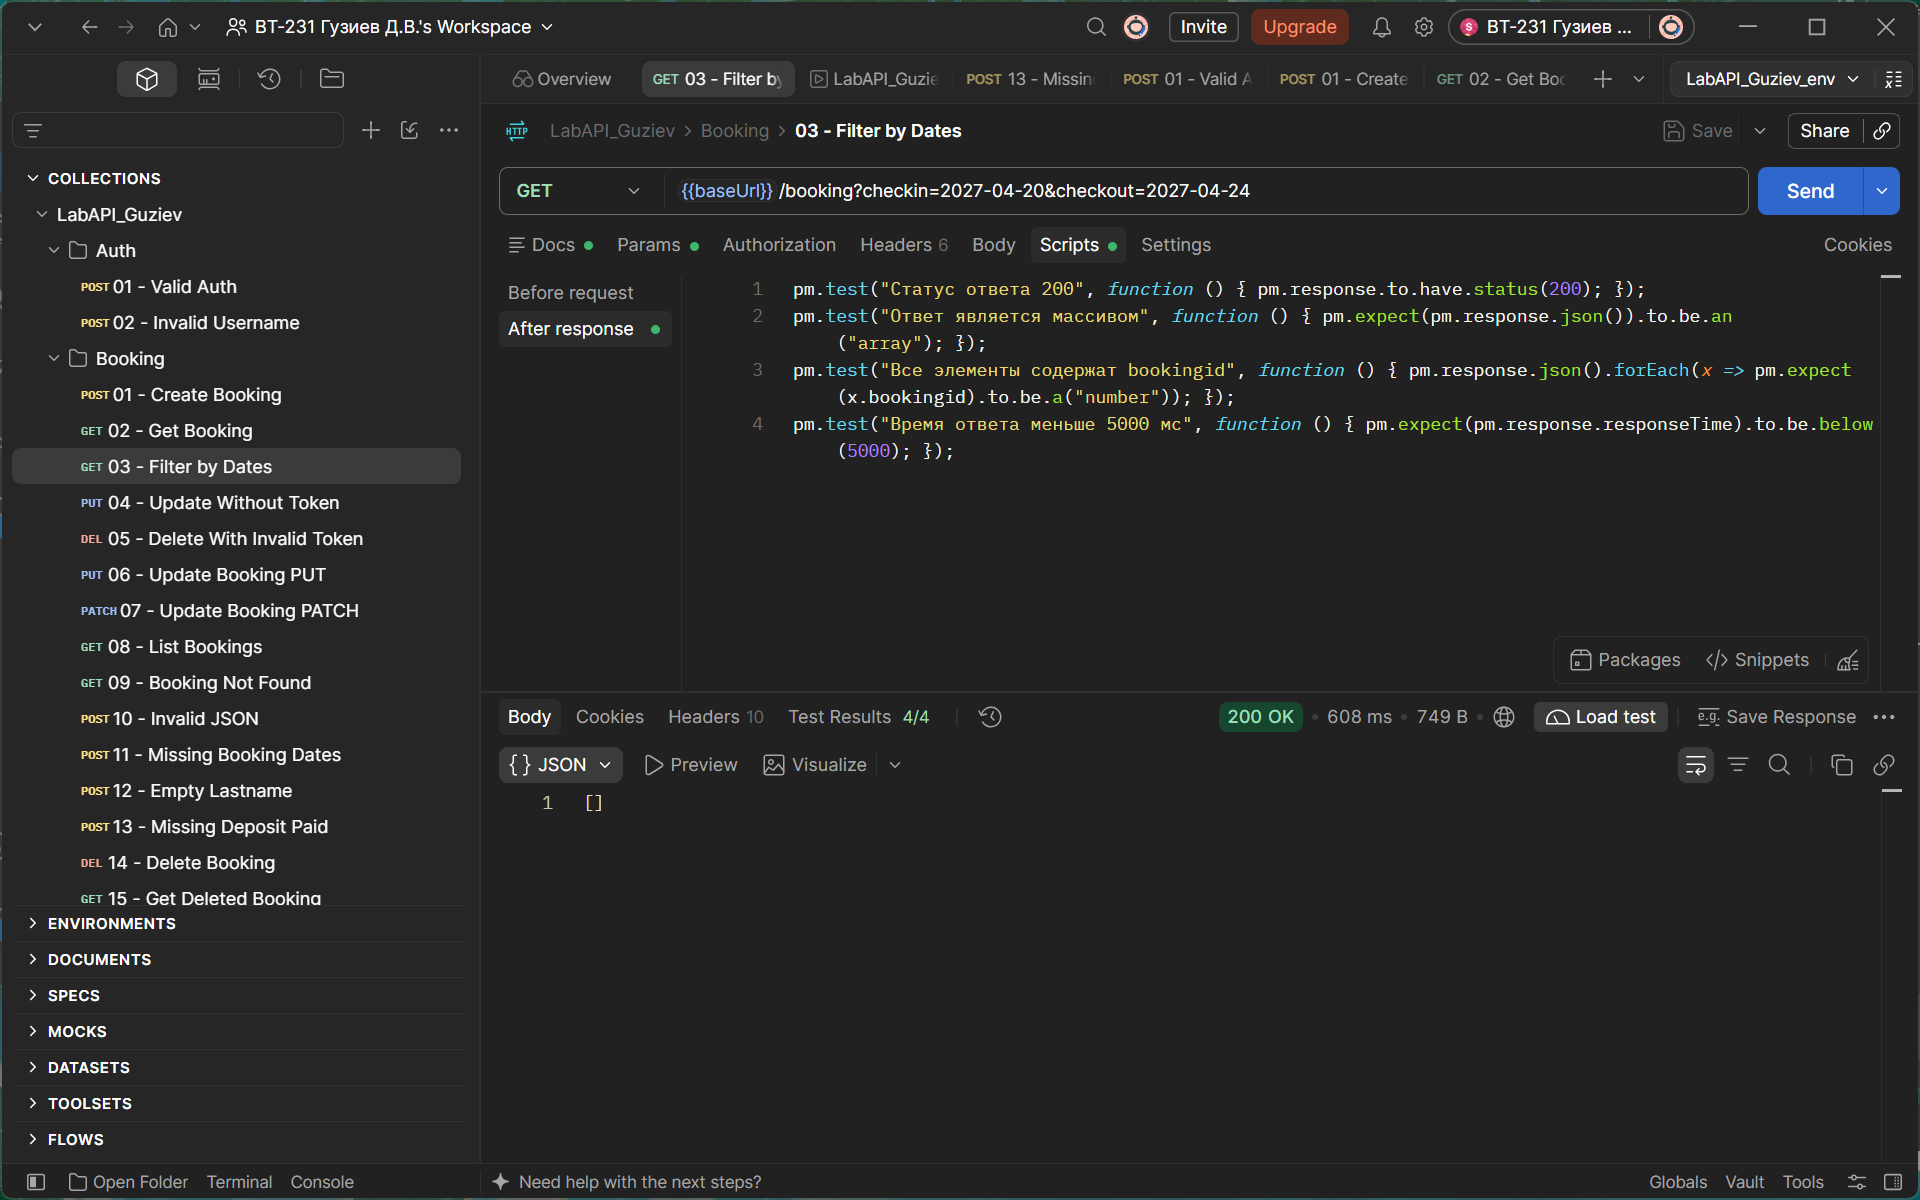 ВТ-231 Гузиев Д.В.'s Workspace
Invite
Upgrade
ВТ-231 Гузиев ...
Overview
GET 03 - Filter by
LabAPI_Guzie
POST 13 - Missin
POST 01 - Valid A
POST 01 - Create
GET 02 - Get Boo
LabAPI_Guziev_env
LabAPI_Guziev > Booking > 03 - Filter by Dates
Save
Share
COLLECTIONS
LabAPI_Guziev
Auth
POST 01 - Valid Auth
POST 02 - Invalid Username
Booking
POST 01 - Create Booking
GET 02 - Get Booking
GET 03 - Filter by Dates
PUT 04 - Update Without Token
DEL 05 - Delete With Invalid Token
PUT 06 - Update Booking PUT
PATCH 07 - Update Booking PATCH
GET 08 - List Bookings
GET 09 - Booking Not Found
POST 10 - Invalid JSON
POST 11 - Missing Booking Dates
POST 12 - Empty Lastname
POST 13 - Missing Deposit Paid
DEL 14 - Delete Booking
GET 15 - Get Deleted Booking
ENVIRONMENTS
DOCUMENTS
SPECS
MOCKS
DATASETS
TOOLSETS
FLOWS
HTTP
GET
{{baseUrl}} /booking?checkin=2027-04-20&checkout=2027-04-24
Send
Docs
Params
Authorization
Headers 6
Body
Scripts
Settings
Cookies
Before request
After response
1 pm.test("Статус ответа 200", function () { pm.response.to.have.status(200); });
2 pm.test("Ответ является массивом", function () { pm.expect(pm.response.json()).to.be.an
("array"); });
3 pm.test("Все элементы содержат bookingid", function () { pm.response.json().forEach(x => pm.expect
(x.bookingid).to.be.a("number")); });
4 pm.test("Время ответа меньше 5000 мс", function () { pm.expect(pm.response.responseTime).to.be.below
(5000); });
Packages
Snippets
Body
Cookies
Headers 10
Test Results 4/4
200 OK
608 ms
749 B
Load test
e.g. Save Response
{} JSON
Preview
Visualize
1 []
Open Folder
Terminal
Console
Need help with the next steps?
Globals
Vault
Tools